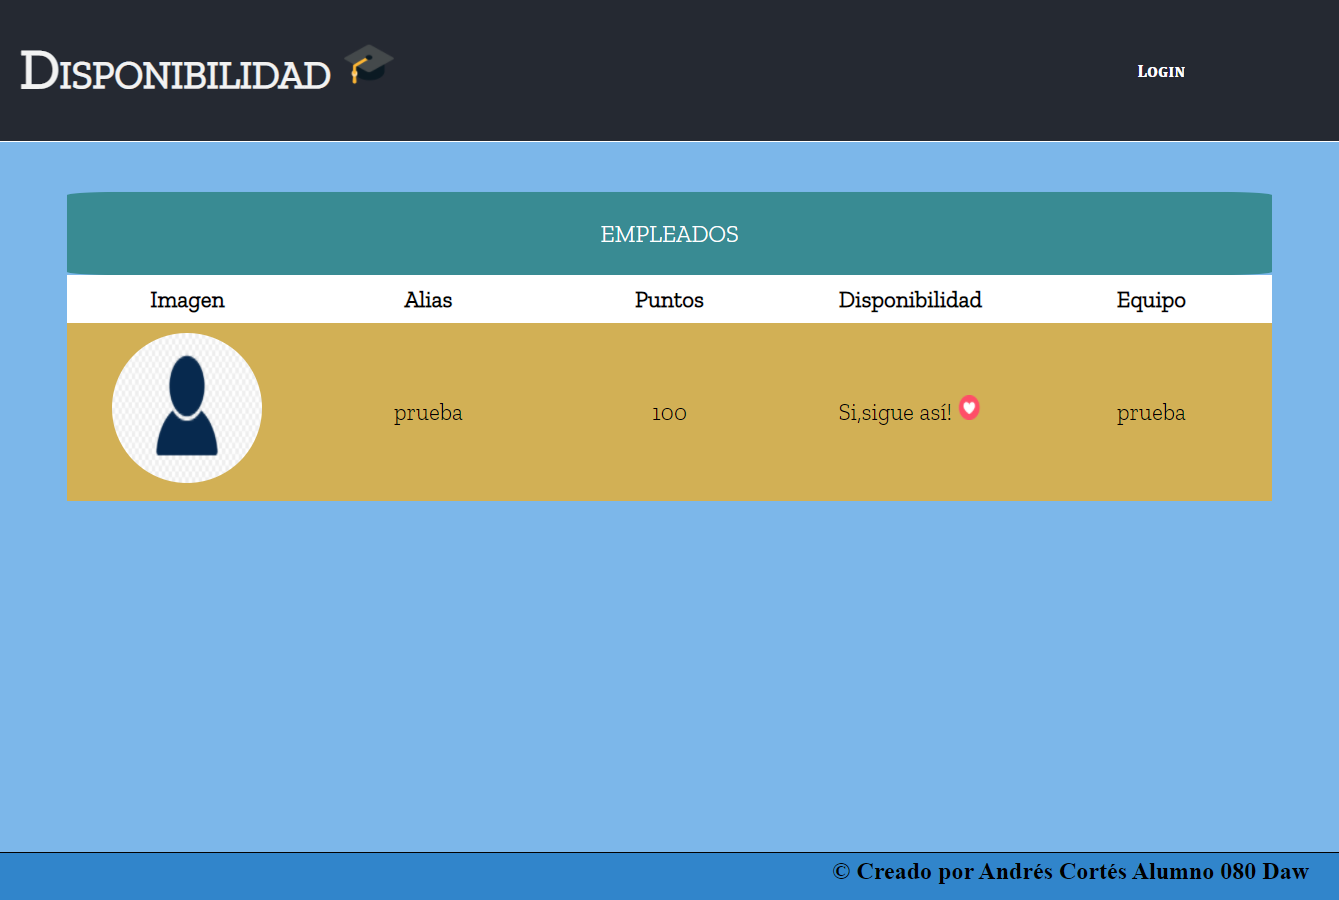 Disponibilidad 🎓
Login
EMPLEADOS
Imagen Alias Puntos Disponibilidad Equipo
prueba 100 Si,sigue así! prueba
© Creado por Andrés Cortés Alumno 080 Daw